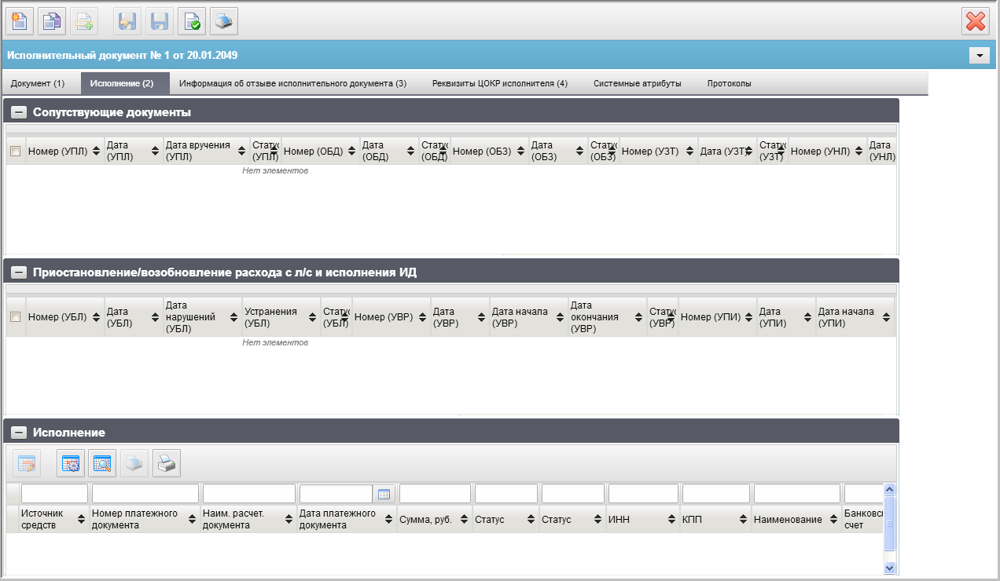 Исполнительный документ № 1 от 20.01.2049
Документ (1) Исполнение (2) Информация об отзыве исполнительного документа (3) Реквизиты ЦОКР исполнителя (4) Системные атрибуты Протоколы
Сопутствующие документы
Номер (УПЛ) Дата (УПЛ) Дата вручения (УПЛ) Статус (УПЛ) Номер (ОБД) Дата (ОБД) Статус (ОБД) Номер (ОБЗ) Дата (ОБЗ) Статус (ОБЗ) Номер (УЗТ) Дата (УЗТ) Статус (УЗТ) Номер (УНЛ) Дата (УНЛ)
Нет элементов
Приостановление/возобновление расхода с л/с и исполнения ИД
Номер (УБЛ) Дата (УБЛ) Дата нарушений (УБЛ) Устранения (УБЛ) Статус (УБЛ) Номер (УВР) Дата (УВР) Дата начала (УВР) Дата окончания (УВР) Статус (УВР) Номер (УПИ) Дата (УПИ) Дата начала (УПИ)
Нет элементов
Исполнение
Источник средств Номер платежного документа Наим. расчет. документа Дата платежного документа Сумма, руб. Статус Статус ИНН КПП Наименование счет